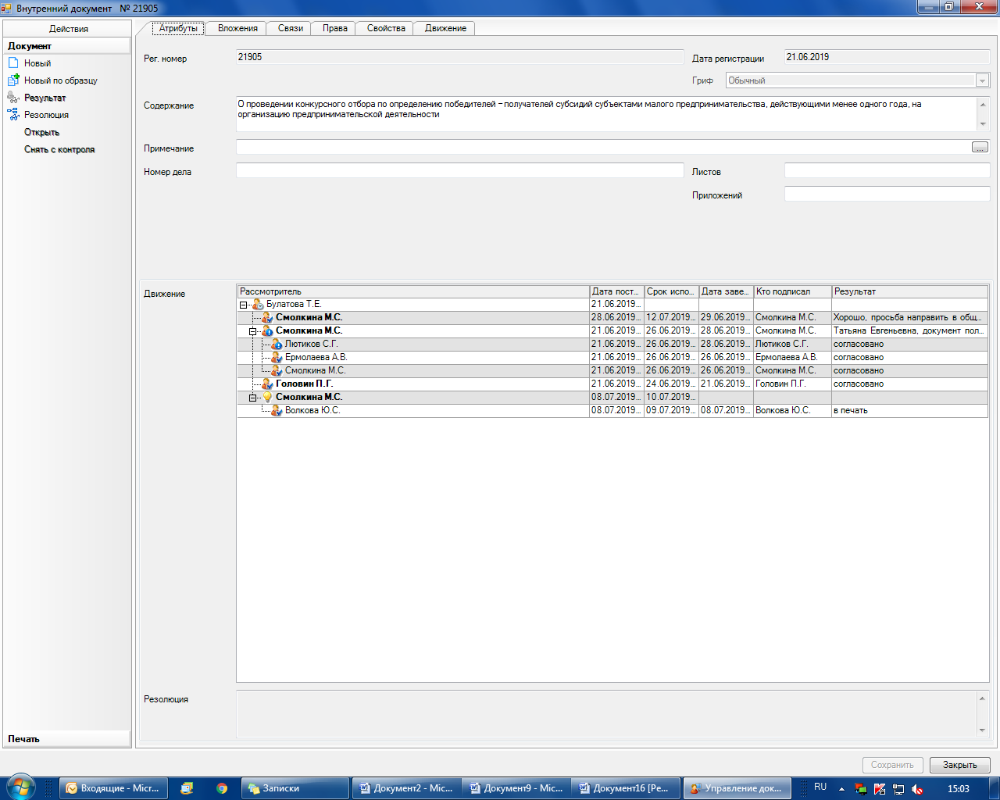 Внутренний документ № 21905
Действия
Документ
Новый
Новый по образцу
Результат
Резолюция
Открыть
Снять с контроля
Печать
Атрибуты Вложения Связи Права Свойства Движение
Рег. номер 21905 Дата регистрации 21.06.2019
Гриф Обычный
Содержание О проведении конкурсного отбора по определению победителей – получателей субсидий субъектами малого предпринимательства, действующими менее одного года, на
организацию предпринимательской деятельности
Примечание ...
Номер дела Листов
Приложений
Движение
Рассмотритель Дата пост... Срок испо... Дата заве... Кто подписал Результат
Булатова Т.Е. 21.06.2019...
Смолкина М.С. 28.06.2019... 12.07.2019... 29.06.2019... Смолкина М.С. Хорошо, просьба направить в общ...
Смолкина М.С. 21.06.2019... 26.06.2019... 28.06.2019... Смолкина М.С. Татьяна Евгеньевна, документ пол...
Лютиков С.Г. 21.06.2019... 26.06.2019... 28.06.2019... Лютиков С.Г. согласовано
Ермолаева А.В. 21.06.2019... 26.06.2019... 26.06.2019... Ермолаева А.В. согласовано
Смолкина М.С. 21.06.2019... 26.06.2019... 26.06.2019... Смолкина М.С. согласовано
Головин П.Г. 21.06.2019... 24.06.2019... 21.06.2019... Головин П.Г. согласовано
Смолкина М.С. 08.07.2019... 10.07.2019...
Волкова Ю.С. 08.07.2019... 09.07.2019... 08.07.2019... Волкова Ю.С. в печать
Резолюция
Сохранить Закрыть
Входящие - Micr... Записки Документ2 - Mic... Документ9 - Mic... Документ16 [Ре... Управление док... RU 15:03